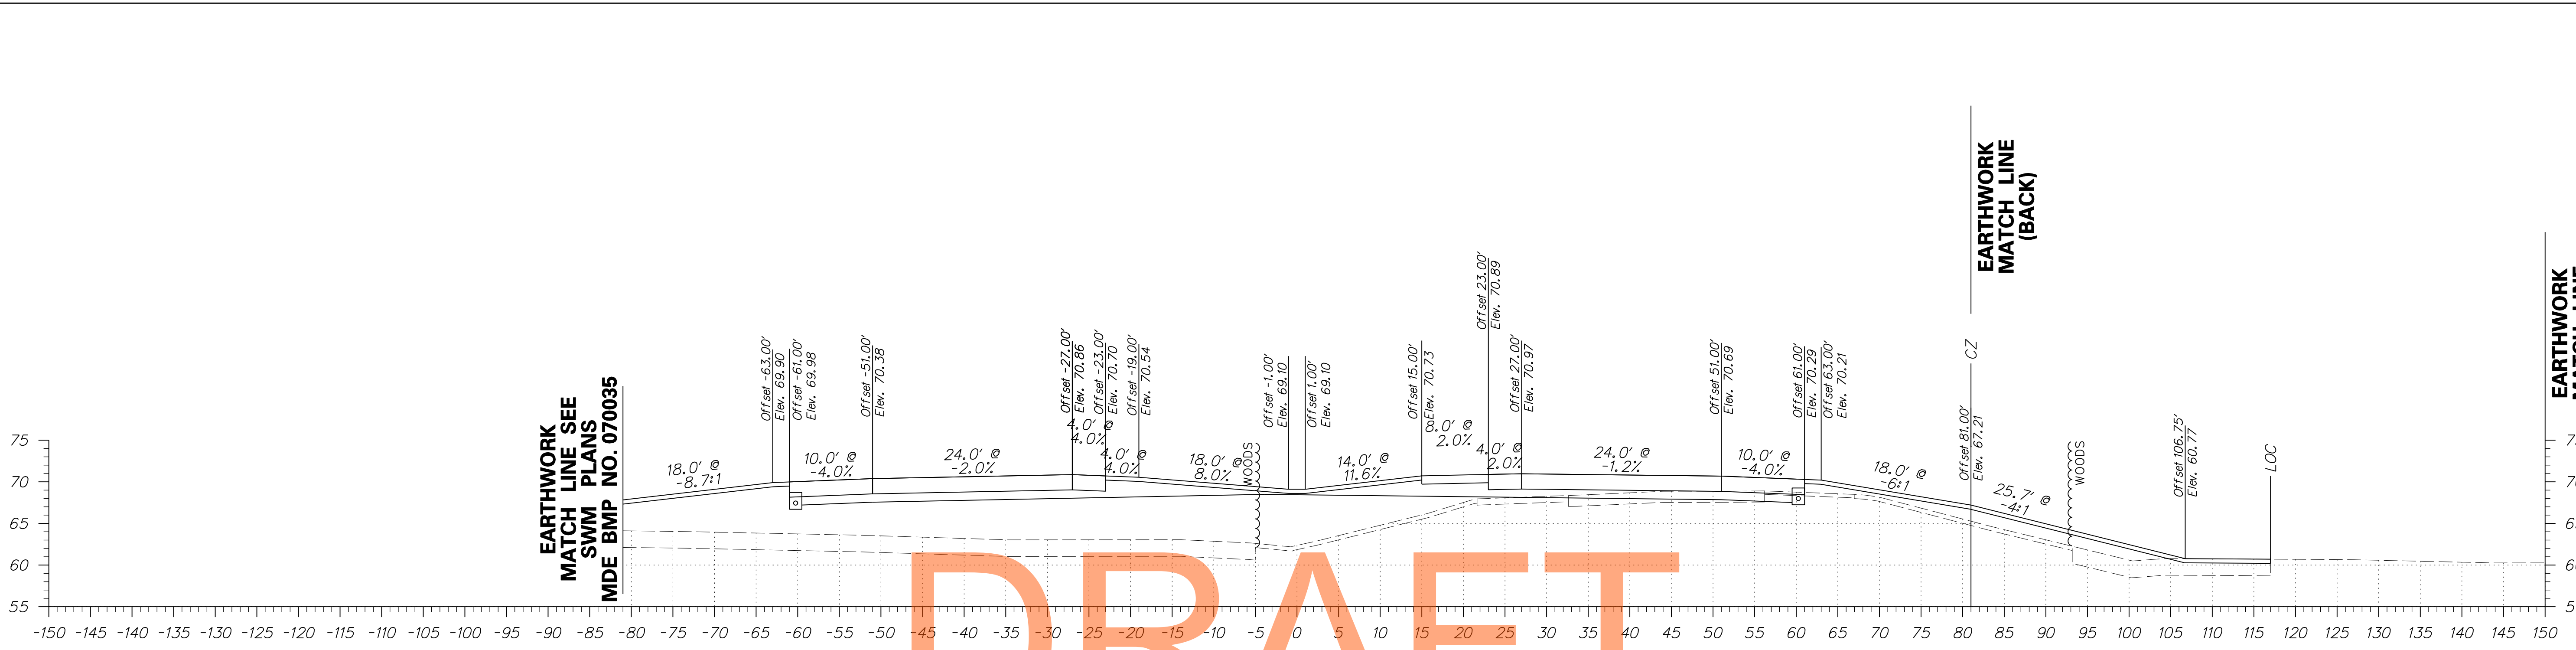 EARTHWORK
MATCH LINE
(BACK)
EARTHWORK
Offset 23.00'
Elev. 70.89
Offset -63.00'
Elev. 69.90
Offset -61.00'
Elev. 69.98
Offset -51.00'
Elev. 70.38
Offset -27.00'
Elev. 70.86
Offset -23.00'
Elev. 70.70
Offset -19.00'
Elev. 70.54
Offset -1.00'
Elev. 69.10
Offset 1.00'
Elev. 69.10
Offset 15.00'
Elev. 70.73
Offset 27.00'
Elev. 70.97
Offset 51.00'
Elev. 70.69
Offset 61.00'
Elev. 70.29
Offset 63.00'
Elev. 70.21
CZ
Offset 81.00'
Elev. 67.21
Offset 106.75'
Elev. 60.77
LOC
EARTHWORK
MATCH LINE SEE
SWM PLANS
MDE BMP NO. 070035
18.0' @
-8.7:1
10.0' @
-4.0%
24.0' @
-2.0%
4.0' @
4.0%
4.0' @
4.0%
18.0' @
8.0%
WOODS
14.0' @
11.6%
8.0' @
2.0%
4.0' @
2.0%
24.0' @
-1.2%
10.0' @
-4.0%
18.0' @
-6:1
25.7' @
-4:1
WOODS
75
70
65
60
55
DRAFT
-150 -145 -140 -135 -130 -125 -120 -115 -110 -105 -100 -95 -90 -85 -80 -75 -70 -65 -60 -55 -50 -45 -40 -35 -30 -25 -20 -15 -10 -5 0 5 10 15 20 25 30 35 40 45 50 55 60 65 70 75 80 85 90 95 100 105 110 115 120 125 130 135 140 145 150